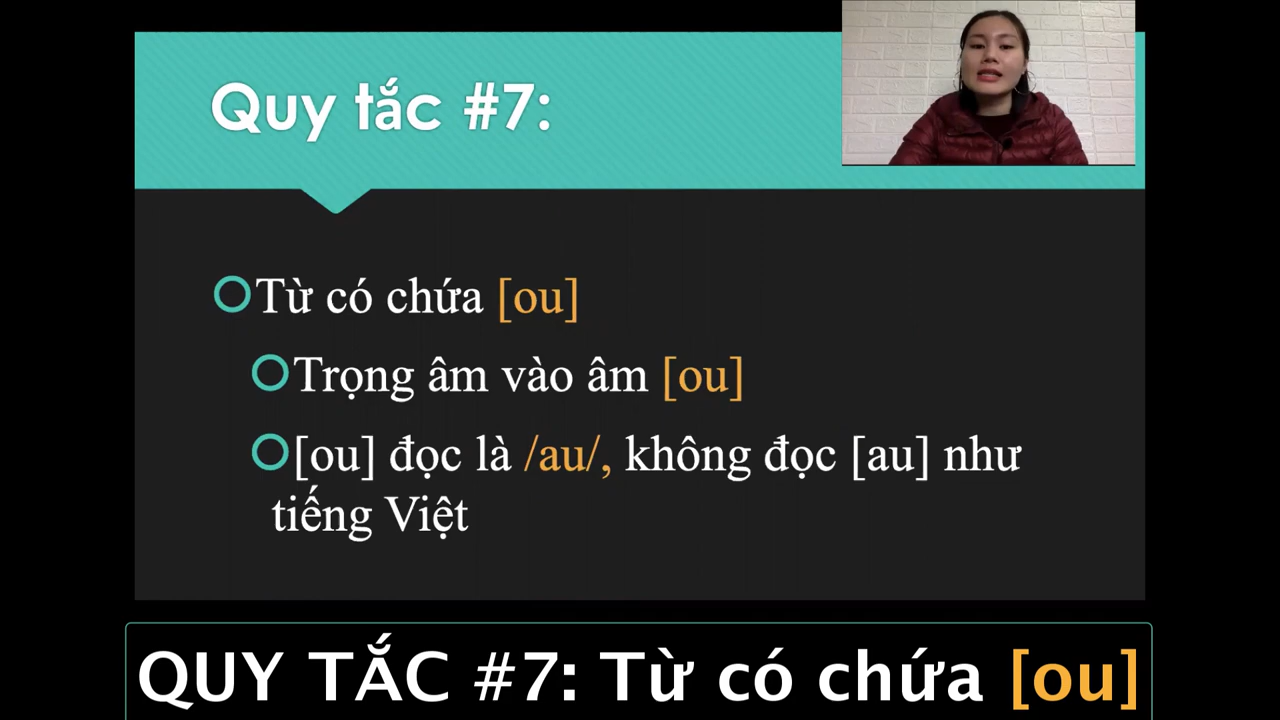 Quy tắc #7:
Từ có chứa [ou]
Trọng âm vào âm [ou]
[ou] đọc là /au/, không đọc [au] như
tiếng Việt
QUY TẮC #7: Từ có chứa [ou]